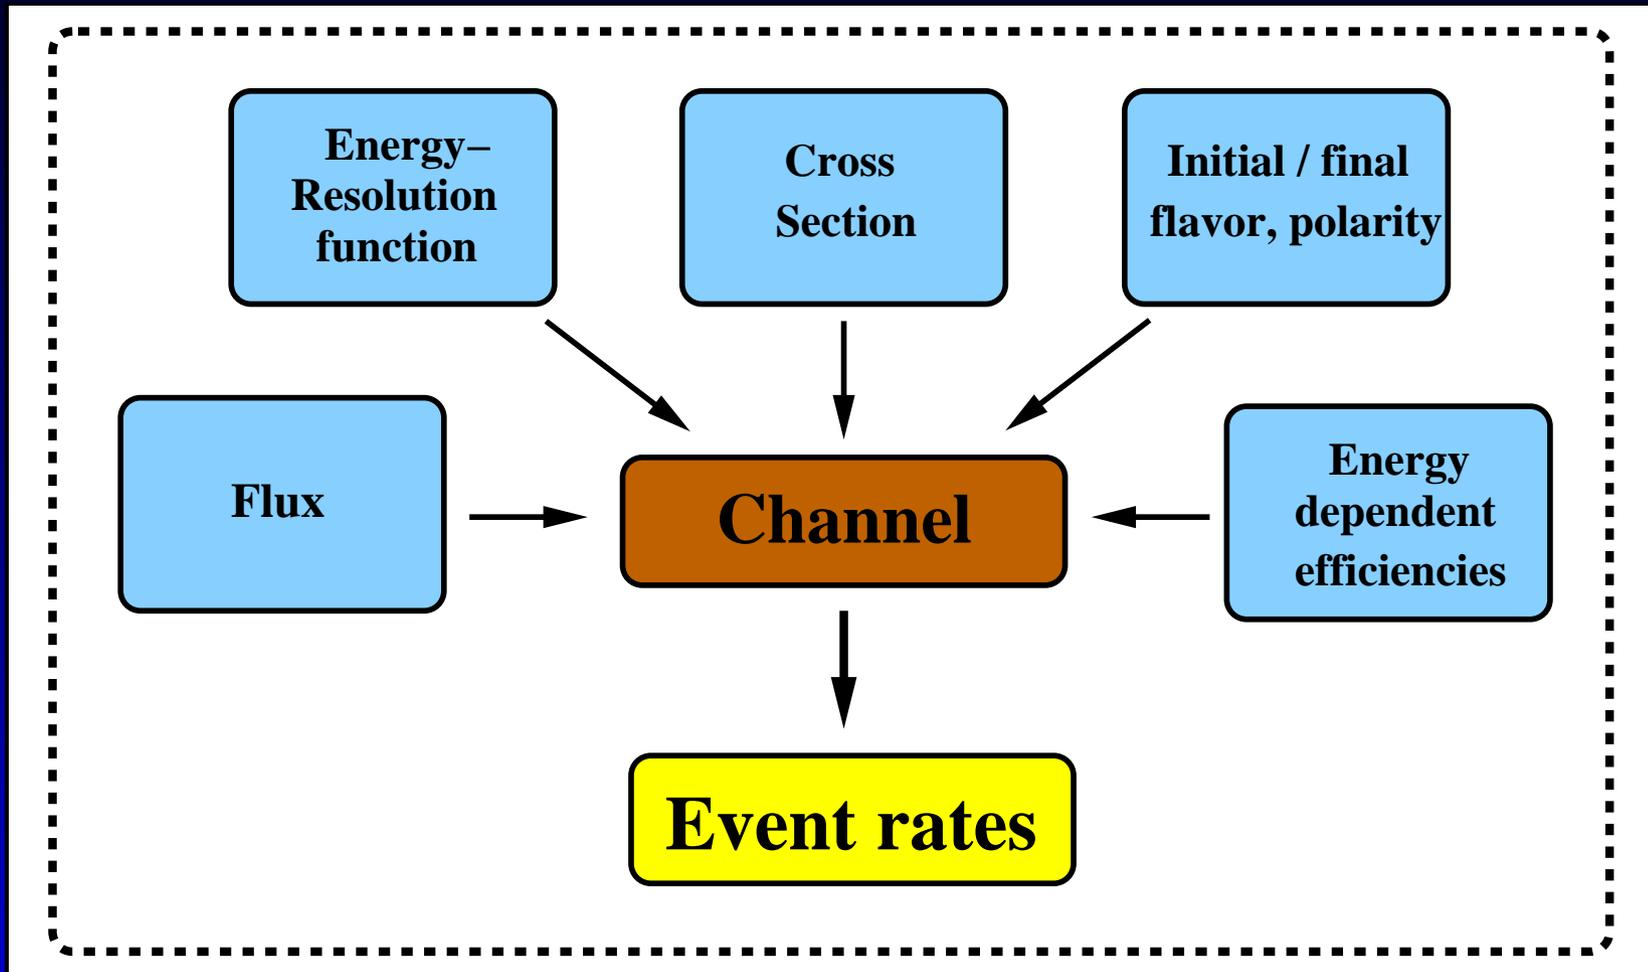 Energy–
Resolution
function
Cross
Section
Initial / final
flavor, polarity
Flux
Channel
Energy
dependent
efficiencies
Event rates